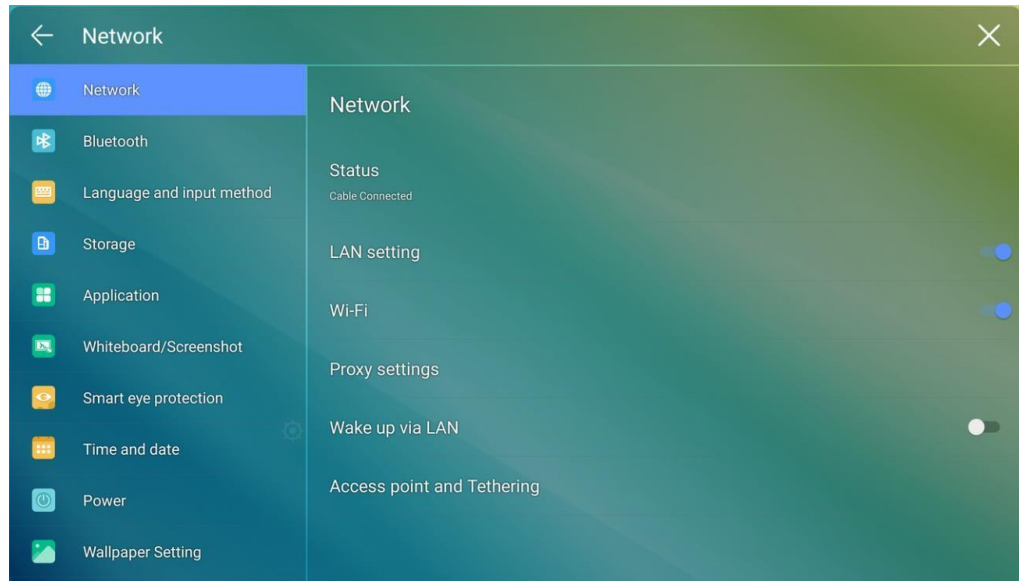 Network
Network
Bluetooth
Language and input method
Storage
Application
Whiteboard/Screenshot
Smart eye protection
Time and date
Power
Wallpaper Setting
Network
Status
Cable Connected
LAN setting
Wi-Fi
Proxy settings
Wake up via LAN
Access point and Tethering